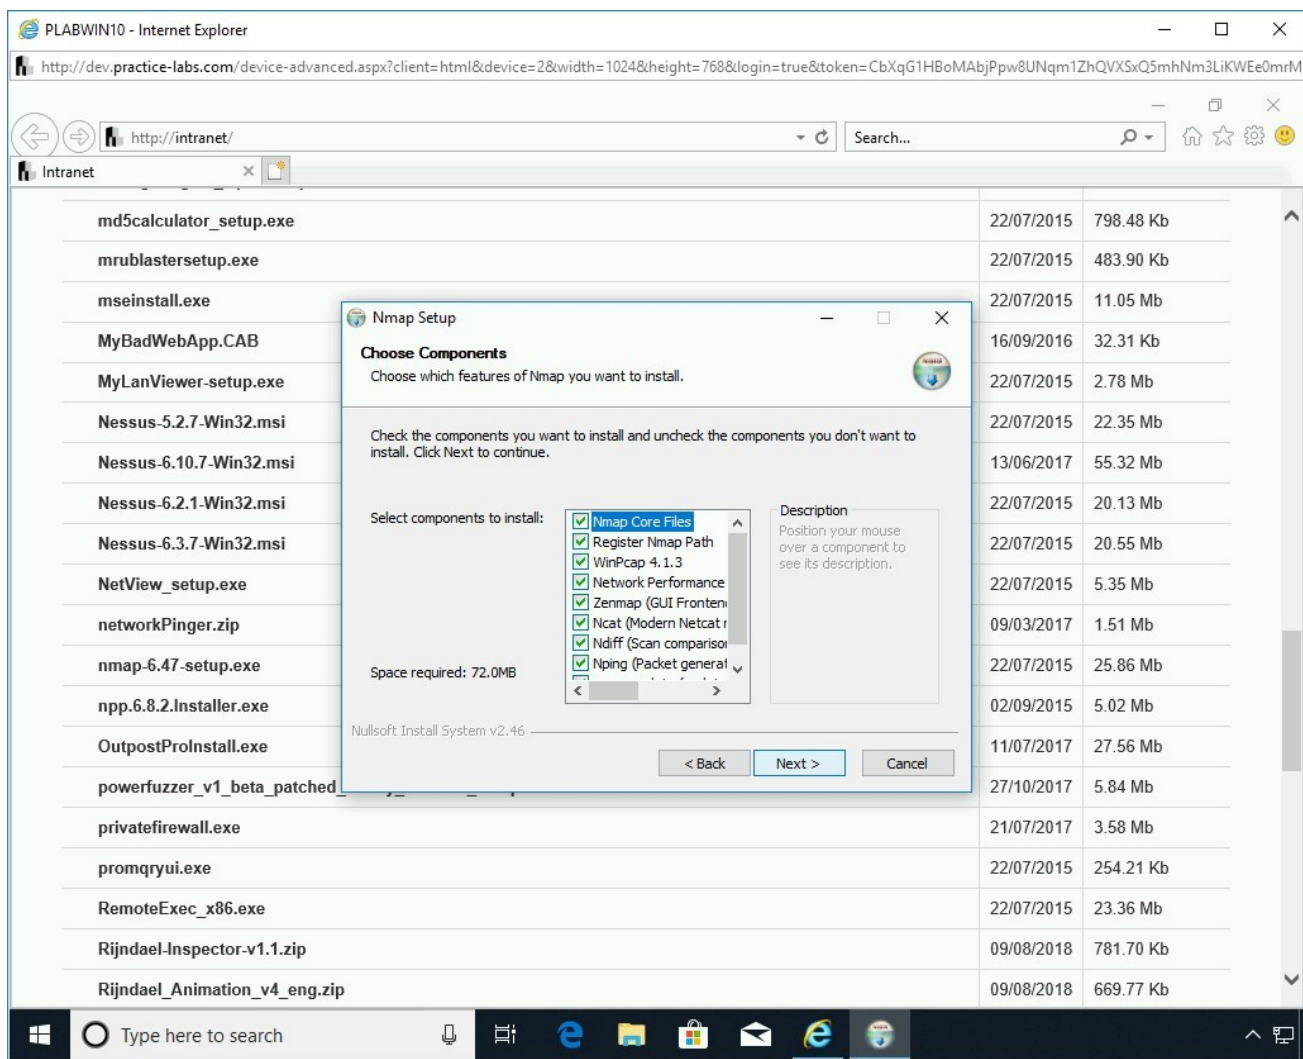 PLABWIN10 - Internet Explorer
http://dev.practice-labs.com/device-advanced.aspx?client=html&device=2&width=1024&height=768&login=true&token=CbXqG1HBoMAbjPpw8UNqm1ZhQVXSxQ5mhNm3LiKWEe0mrM
http://intranet/
Search...
Intranet
md5calculator_setup.exe 22/07/2015 798.48 Kb
mrublastersetup.exe 22/07/2015 483.90 Kb
mseinstall.exe 22/07/2015 11.05 Mb
MyBadWebApp.CAB 16/09/2016 32.31 Kb
MyLanViewer-setup.exe 22/07/2015 2.78 Mb
Nessus-5.2.7-Win32.msi 22/07/2015 22.35 Mb
Nessus-6.10.7-Win32.msi 13/06/2017 55.32 Mb
Nessus-6.2.1-Win32.msi 22/07/2015 20.13 Mb
Nessus-6.3.7-Win32.msi 22/07/2015 20.55 Mb
NetView_setup.exe 22/07/2015 5.35 Mb
networkPinger.zip 09/03/2017 1.51 Mb
nmap-6.47-setup.exe 22/07/2015 25.86 Mb
npp.6.8.2.Installer.exe 02/09/2015 5.02 Mb
OutpostProInstall.exe 11/07/2017 27.56 Mb
powerfuzzer_v1_beta_patched_ 27/10/2017 5.84 Mb
privatefirewall.exe 21/07/2017 3.58 Mb
promqryui.exe 22/07/2015 254.21 Kb
RemoteExec_x86.exe 22/07/2015 23.36 Mb
Rijndael-Inspector-v1.1.zip 09/08/2018 781.70 Kb
Rijndael_Animation_v4_eng.zip 09/08/2018 669.77 Kb
Nmap Setup
Choose Components
Choose which features of Nmap you want to install.
Check the components you want to install and uncheck the components you don't want to
install. Click Next to continue.
Select components to install:
Nmap Core Files
Register Nmap Path
WinPcap 4.1.3
Network Performance
Zenmap (GUI Fronten
Ncat (Modern Netcat r
Ndiff (Scan compariso
Nping (Packet generat
Space required: 72.0MB
Description
Position your mouse
over a component to
see its description.
Nullsoft Install System v2.46
< Back
Next >
Cancel
Type here to search